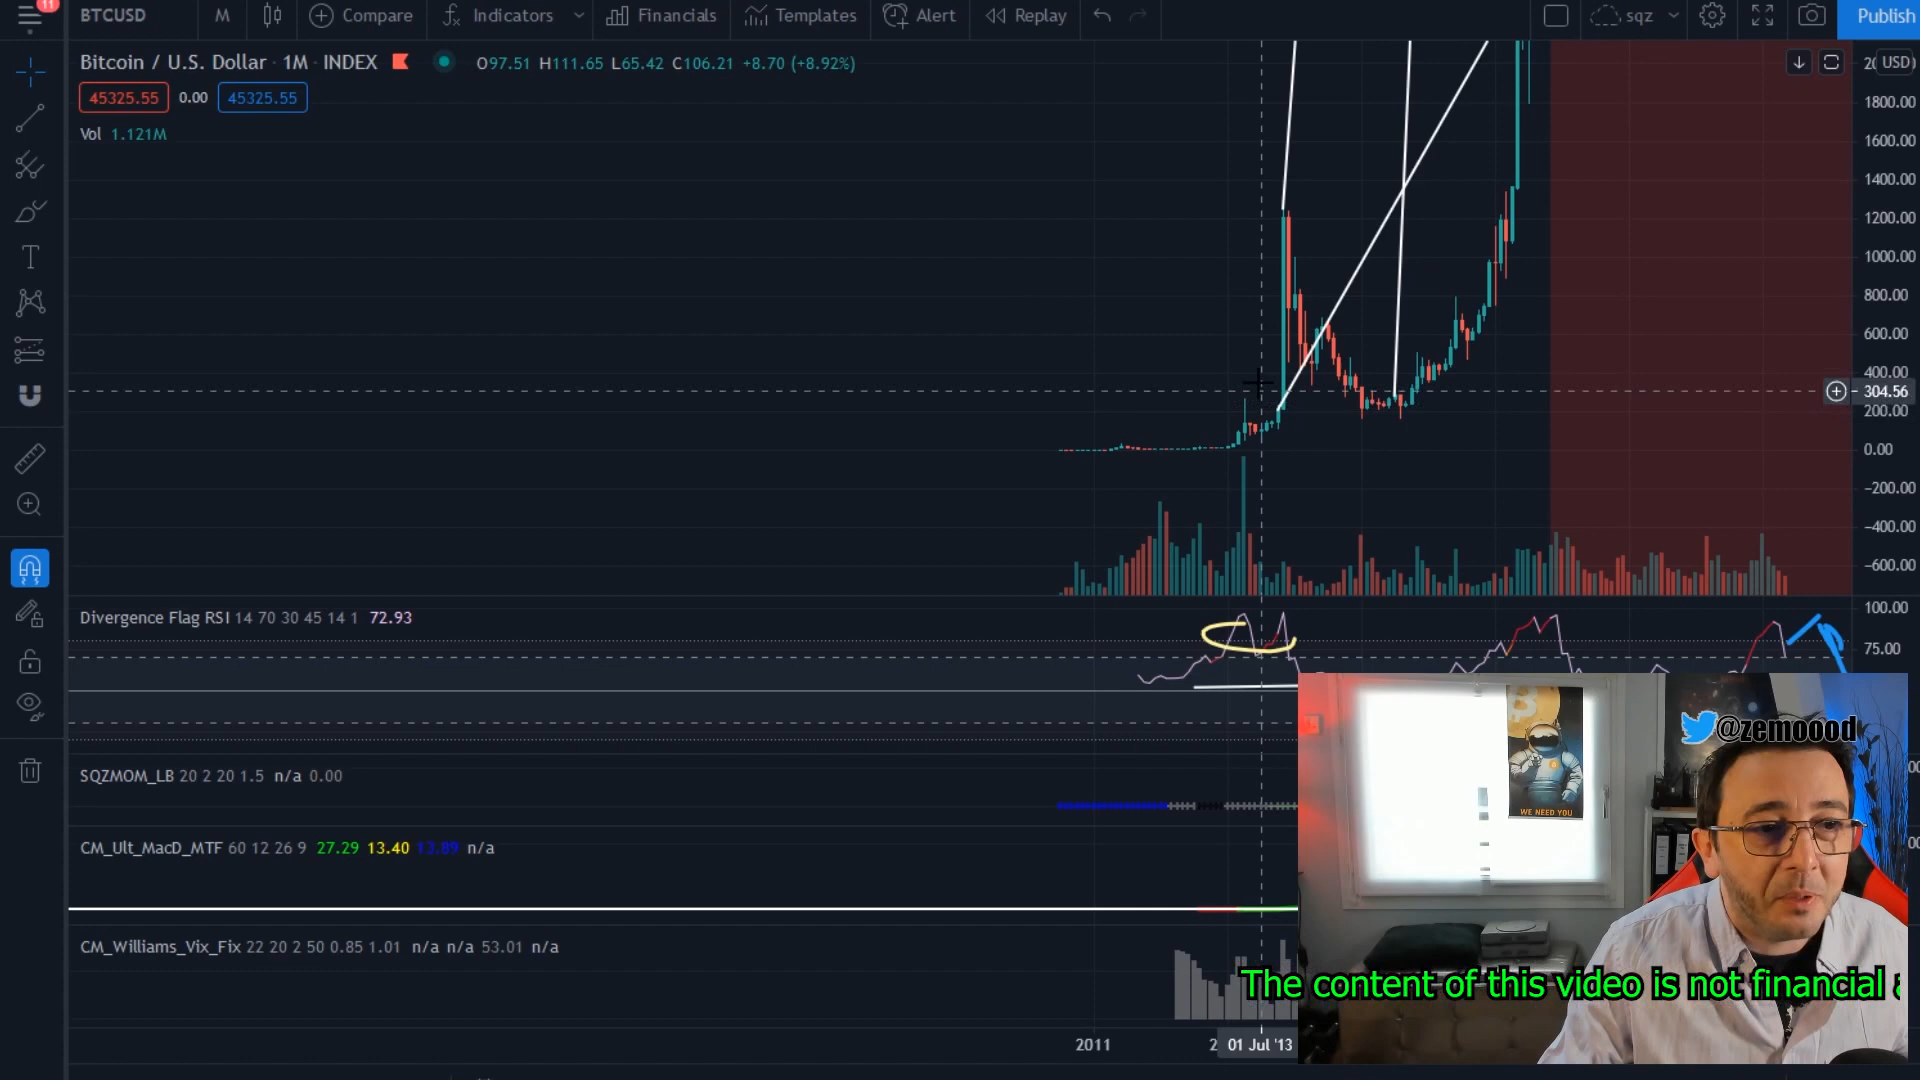 11
BTCUSD M Compare Indicators Financials Templates Alert Replay sqz Publish
Bitcoin / U.S. Dollar · 1M · INDEX O97.51 H111.65 L65.42 C106.21 +8.70 (+8.92%)
USD
45325.55 0.00 45325.55
Vol 1.121M
1800.00
1600.00
1400.00
1200.00
1000.00
800.00
600.00
400.00
304.56
200.00
0.00
−200.00
−400.00
−600.00
Divergence Flag RSI 14 70 30 45 14 1 72.93
100.00
75.00
@zemoood
SQZMOM_LB 20 2 20 1.5 n/a 0.00
WE NEED YOU
CM_Ult_MacD_MTF 60 12 26 9 27.29 13.40 13.89 n/a
CM_Williams_Vix_Fix 22 20 2 50 0.85 1.01 n/a n/a 53.01 n/a
The content of this video is not financial
2011 01 Jul '13